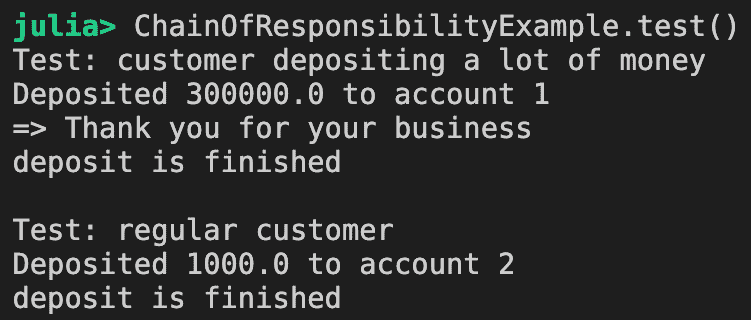 julia> ChainOfResponsibilityExample.test()
Test: customer depositing a lot of money
Deposited 300000.0 to account 1
=> Thank you for your business
deposit is finished

Test: regular customer
Deposited 1000.0 to account 2
deposit is finished